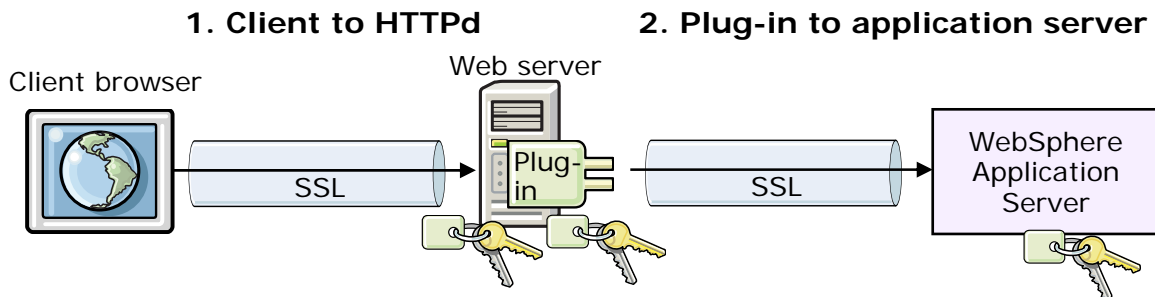 1. Client to HTTPd
2. Plug-in to application server
Client browser
Web server
SSL
Plug-
in
SSL
WebSphere
Application
Server